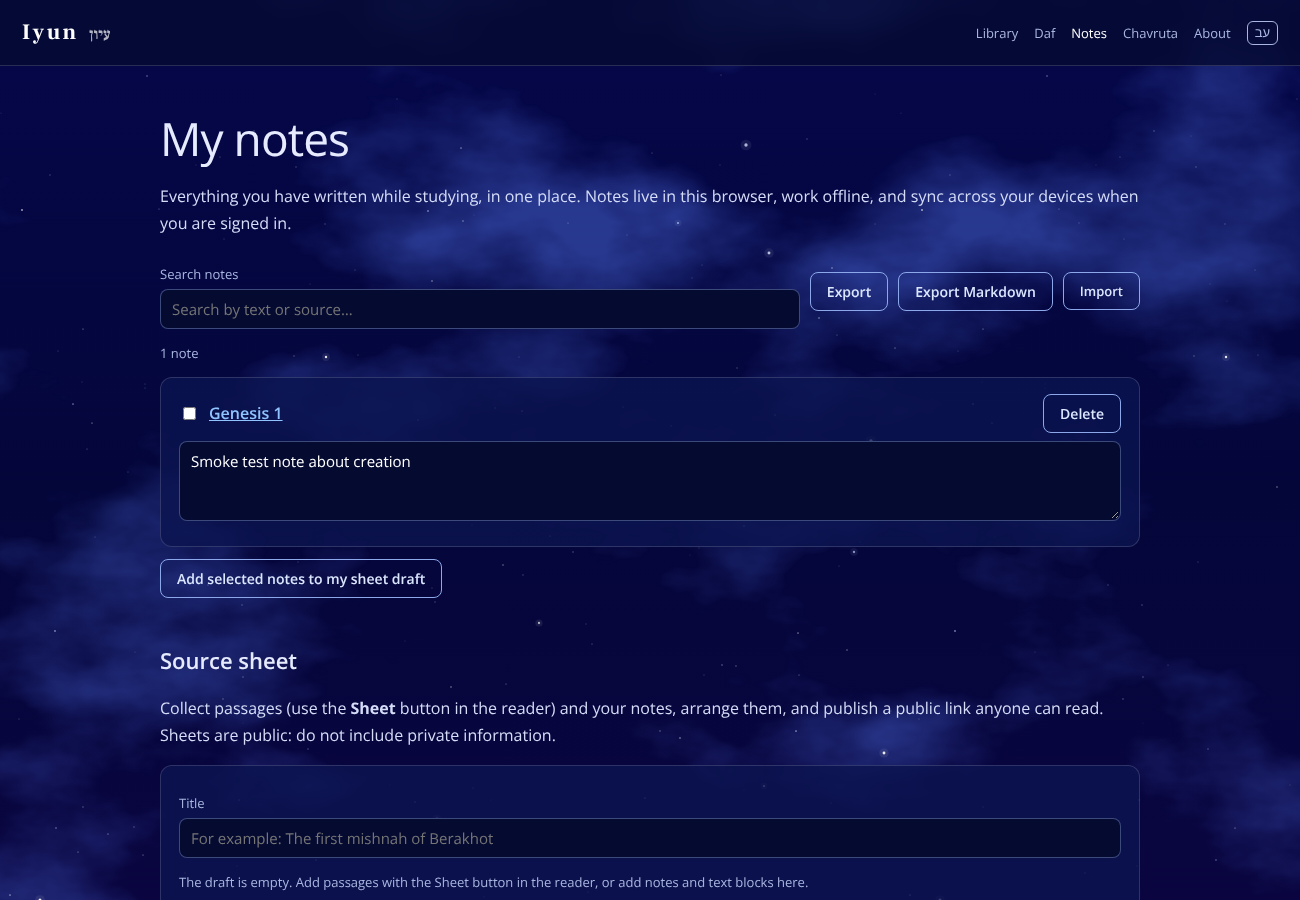 Iyun עיון
Library Daf Notes Chavruta About עב
My notes
Everything you have written while studying, in one place. Notes live in this browser, work offline, and sync across your devices when
you are signed in.
Search notes
Search by text or source...
Export Export Markdown Import
1 note
Genesis 1
Delete
Smoke test note about creation
Add selected notes to my sheet draft
Source sheet
Collect passages (use the Sheet button in the reader) and your notes, arrange them, and publish a public link anyone can read.
Sheets are public: do not include private information.
Title
For example: The first mishnah of Berakhot
The draft is empty. Add passages with the Sheet button in the reader, or add notes and text blocks here.